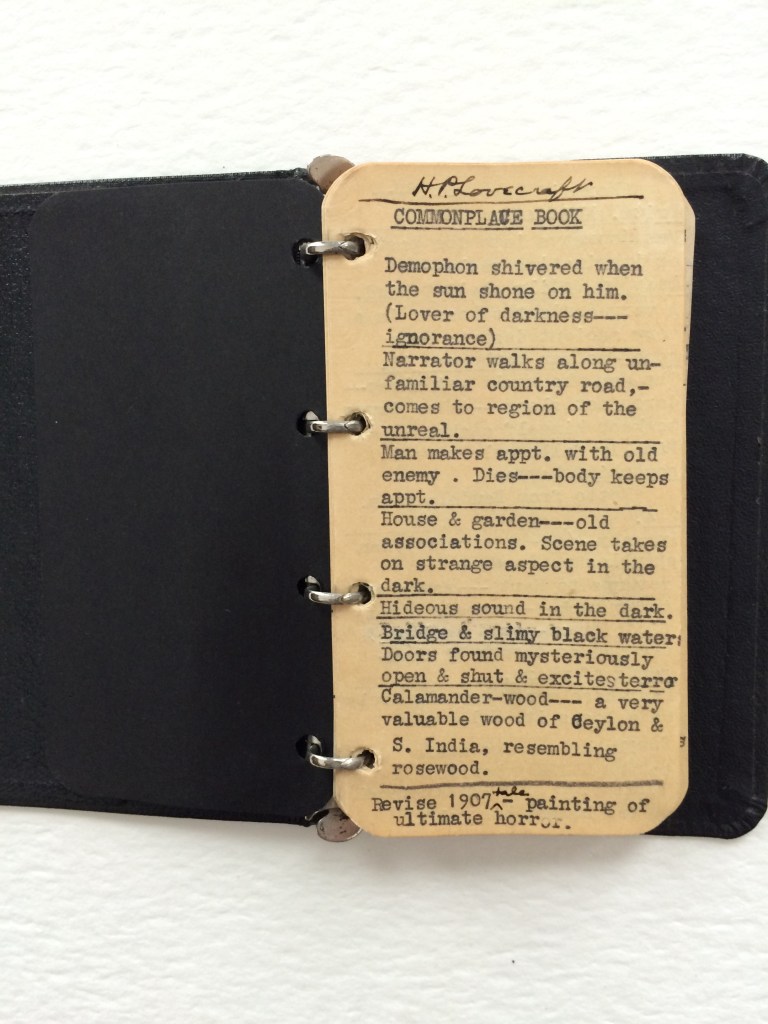 H.P. Lovecraft
COMMONPLACE BOOK
Demophon shivered when
the sun shone on him.
(Lover of darkness---
ignorance)
Narrator walks along un-
familiar country road,-
comes to region of the
unreal.
Man makes appt. with old
enemy . Dies---body keeps
appt.
House & garden---old
associations. Scene takes
on strange aspect in the
dark.
Hideous sound in the dark.
Bridge & slimy black water
Doors found mysteriously
open & shut & excites terror
Calamander-wood--- a very
valuable wood of Ceylon &
S. India, resembling
rosewood.
Revise 1907 tale - painting of
ultimate horror.